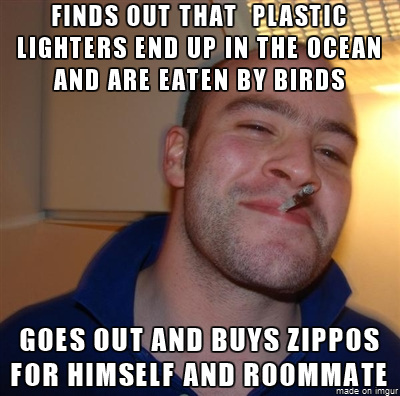 FINDS OUT THAT PLASTIC
LIGHTERS END UP IN THE OCEAN
AND ARE EATEN BY BIRDS
GOES OUT AND BUYS ZIPPOS
FOR HIMSELF AND ROOMMATE
made on imgur